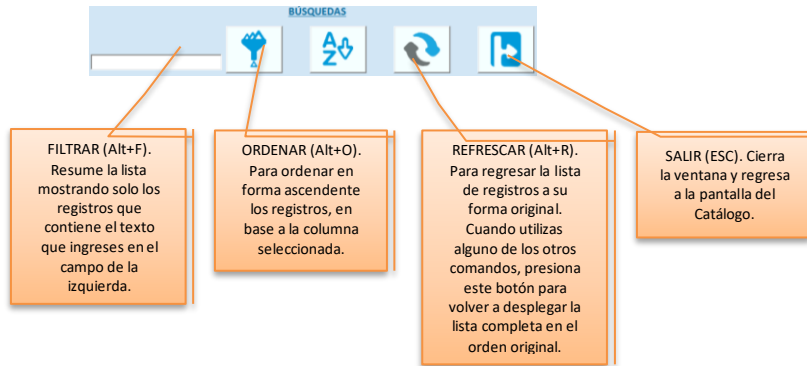 BÚSQUEDAS
A
Z
FILTRAR (Alt+F).
Resume la lista
mostrando solo los
registros que
contiene el texto
que ingreses en el
campo de la
izquierda.
ORDENAR (Alt+O).
Para ordenar en
forma ascendente
los registros, en
base a la columna
seleccionada.
REFRESCAR (Alt+R).
Para regresar la lista
de registros a su
forma original.
Cuando utilizas
alguno de los otros
comandos, presiona
este botón para
volver a desplegar la
lista completa en el
orden original.
SALIR (ESC). Cierra
la ventana y regresa
a la pantalla del
Catálogo.